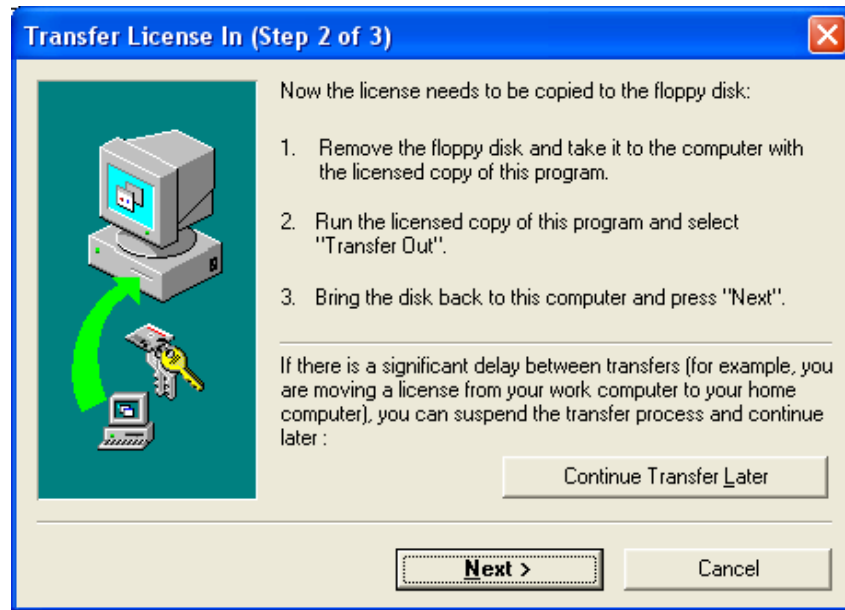 Transfer License In (Step 2 of 3)
Now the license needs to be copied to the floppy disk:
1. Remove the floppy disk and take it to the computer with
the licensed copy of this program.
2. Run the licensed copy of this program and select
"Transfer Out".
3. Bring the disk back to this computer and press "Next".
If there is a significant delay between transfers (for example, you
are moving a license from your work computer to your home
computer), you can suspend the transfer process and continue
later :
Continue Transfer Later
Next >
Cancel